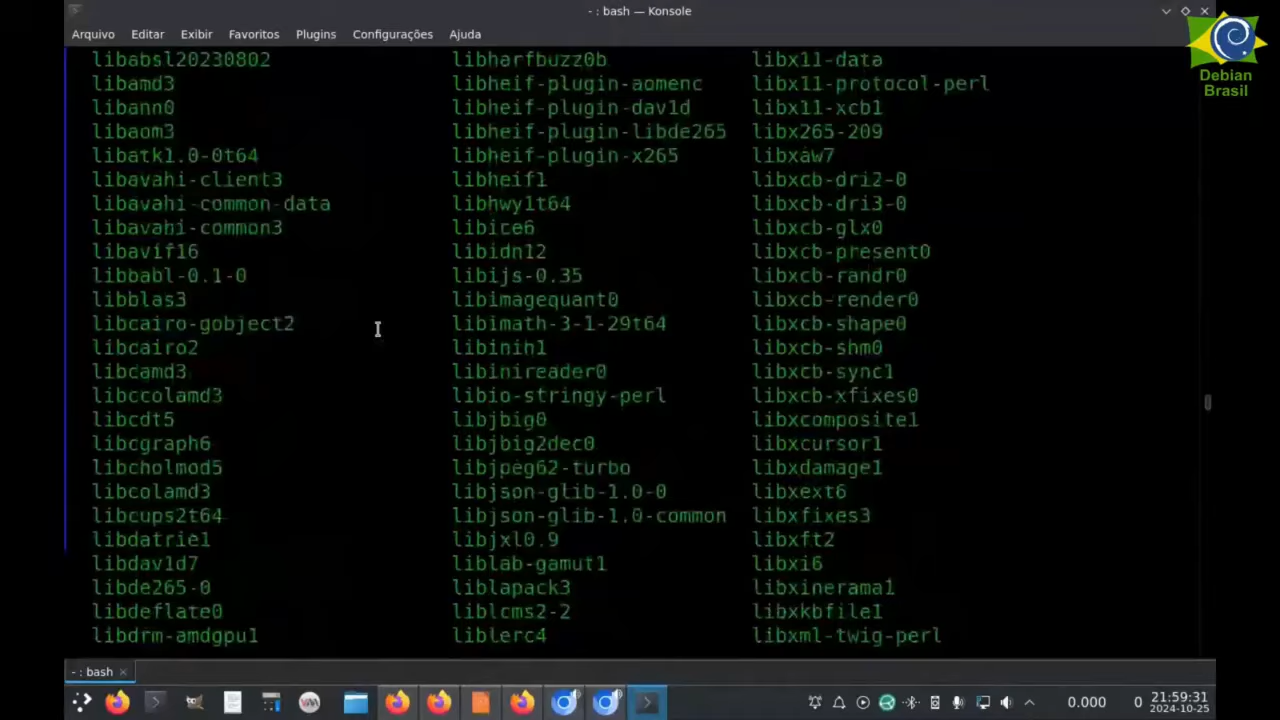 - : bash — Konsole
Arquivo Editar Exibir Favoritos Plugins Configurações Ajuda
Debian
Brasil
libabsl20230802 libharfbuzz0b libx11-data
libamd3 libheif-plugin-aomenc libx11-protocol-perl
libann0 libheif-plugin-dav1d libx11-xcb1
libaom3 libheif-plugin-libde265 libx265-209
libatk1.0-0t64 libheif-plugin-x265 libxaw7
libavahi-client3 libheif1 libxcb-dri2-0
libavahi-common-data libhwy1t64 libxcb-dri3-0
libavahi-common3 libice6 libxcb-glx0
libavif16 libidn12 libxcb-present0
libbabl-0.1-0 libijs-0.35 libxcb-randr0
libblas3 libimagequant0 libxcb-render0
libcairo-gobject2 libimath-3-1-29t64 libxcb-shape0
libcairo2 libinih1 libxcb-shm0
libcamd3 libinireader0 libxcb-sync1
libccolamd3 libio-stringy-perl libxcb-xfixes0
libcdt5 libjbig0 libxcomposite1
libcgraph6 libjbig2dec0 libxcursor1
libcholmod5 libjpeg62-turbo libxdamage1
libcolamd3 libjson-glib-1.0-0 libxext6
libcups2t64 libjson-glib-1.0-common libxfixes3
libdatrie1 libjxl0.9 libxft2
libdav1d7 liblab-gamut1 libxi6
libde265-0 liblapack3 libxinerama1
libdeflate0 liblcms2-2 libxkbfile1
libdrm-amdgpu1 liblerc4 libxml-twig-perl
- : bash
0.000 0 21:59:31
2024-10-25